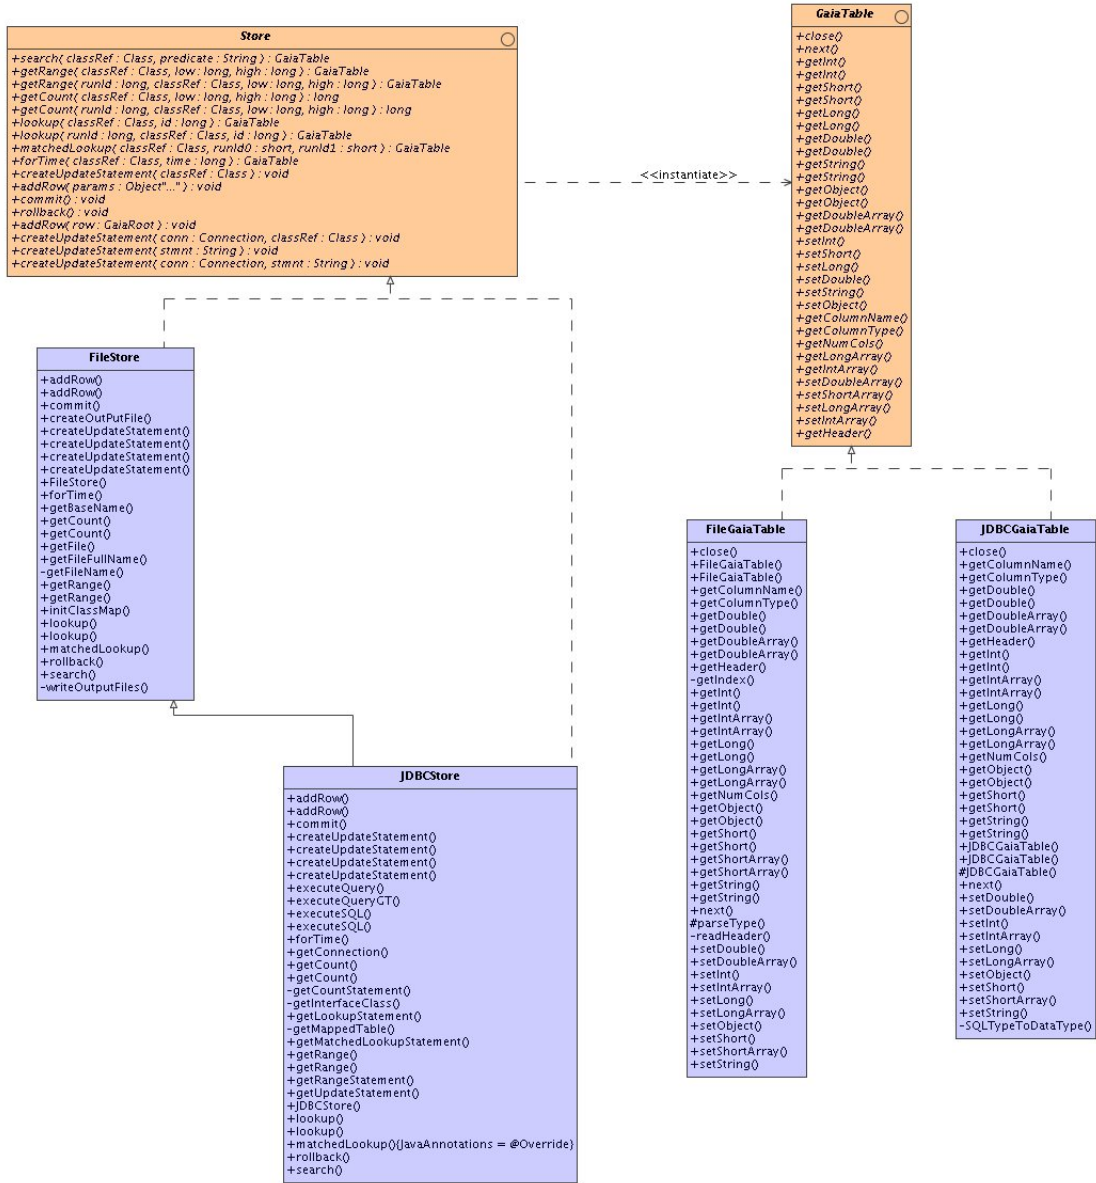 Store
+search( classRef : Class, predicate : String ) : GaiaTable
+getRange( classRef : Class, low : long, high : long ) : GaiaTable
+getRange( runId : long, classRef : Class, low : long, high : long ) : GaiaTable
+getCount( classRef : Class, low : long, high : long ) : long
+getCount( runId : long, classRef : Class, low : long, high : long ) : long
+lookup( classRef : Class, id : long ) : GaiaTable
+lookup( runId : long, classRef : Class, id : long ) : GaiaTable
+matchedLookup( classRef : Class, runId0 : short, runId1 : short ) : GaiaTable
+forTime( classRef : Class, time : long ) : GaiaTable
+createUpdateStatement( classRef : Class ) : void
+addRow( params : Object"..." ) : void
+commit() : void
+rollback() : void
+addRow( row : GaiaRoot ) : void
+createUpdateStatement( conn : Connection, classRef : Class ) : void
+createUpdateStatement( stmnt : String ) : void
+createUpdateStatement( conn : Connection, stmnt : String ) : void
<<instantiate>>
GaiaTable
+close()
+next()
+getInt()
+getInt()
+getShort()
+getShort()
+getLong()
+getLong()
+getDouble()
+getDouble()
+getString()
+getString()
+getObject()
+getObject()
+getDoubleArray()
+getDoubleArray()
+setInt()
+setShort()
+setLong()
+setDouble()
+setString()
+setObject()
+getColumnName()
+getColumnType()
+getNumCols()
+getLongArray()
+getIntArray()
+setDoubleArray()
+setShortArray()
+setLongArray()
+setIntArray()
+getHeader()
FileStore
+addRow()
+addRow()
+commit()
+createOutPutFile()
+createUpdateStatement()
+createUpdateStatement()
+createUpdateStatement()
+createUpdateStatement()
+FileStore()
+forTime()
+getBaseName()
+getCount()
+getCount()
+getFile()
+getFileFullName()
-getFileName()
+getRange()
+getRange()
+initClassMap()
+lookup()
+lookup()
+matchedLookup()
+rollback()
+search()
-writeOutputFiles()
JDBCStore
+addRow()
+addRow()
+commit()
+createUpdateStatement()
+createUpdateStatement()
+createUpdateStatement()
+createUpdateStatement()
+executeQuery()
+executeQueryGT()
+executeSQL()
+executeSQL()
+forTime()
+getConnection()
+getCount()
+getCount()
-getCountStatement()
-getInterfaceClass()
+getLookupStatement()
-getMappedTable()
+getMatchedLookupStatement()
+getRange()
+getRange()
+getRangeStatement()
+getUpdateStatement()
+JDBCStore()
+lookup()
+lookup()
+matchedLookup(){JavaAnnotations = @Override}
+rollback()
+search()
FileGaiaTable
+close()
+FileGaiaTable()
+FileGaiaTable()
+getColumnName()
+getColumnType()
+getDouble()
+getDouble()
+getDoubleArray()
+getDoubleArray()
+getHeader()
-getIndex()
+getInt()
+getInt()
+getIntArray()
+getIntArray()
+getLong()
+getLong()
+getLongArray()
+getLongArray()
+getNumCols()
+getObject()
+getObject()
+getShort()
+getShort()
+getShortArray()
+getShortArray()
+getString()
+getString()
+next()
#parseType()
-readHeader()
+setDouble()
+setDoubleArray()
+setInt()
+setIntArray()
+setLong()
+setLongArray()
+setObject()
+setShort()
+setShortArray()
+setString()
JDBCGaiaTable
+close()
+getColumnName()
+getColumnType()
+getDouble()
+getDouble()
+getDoubleArray()
+getDoubleArray()
+getHeader()
+getInt()
+getInt()
+getIntArray()
+getIntArray()
+getLong()
+getLong()
+getLongArray()
+getLongArray()
+getNumCols()
+getObject()
+getObject()
+getShort()
+getShort()
+getString()
+getString()
+JDBCGaiaTable()
+JDBCGaiaTable()
#JDBCGaiaTable()
+next()
+setDouble()
+setDoubleArray()
+setInt()
+setIntArray()
+setLong()
+setLongArray()
+setObject()
+setShort()
+setShortArray()
+setString()
-SQLTypeToDataType()